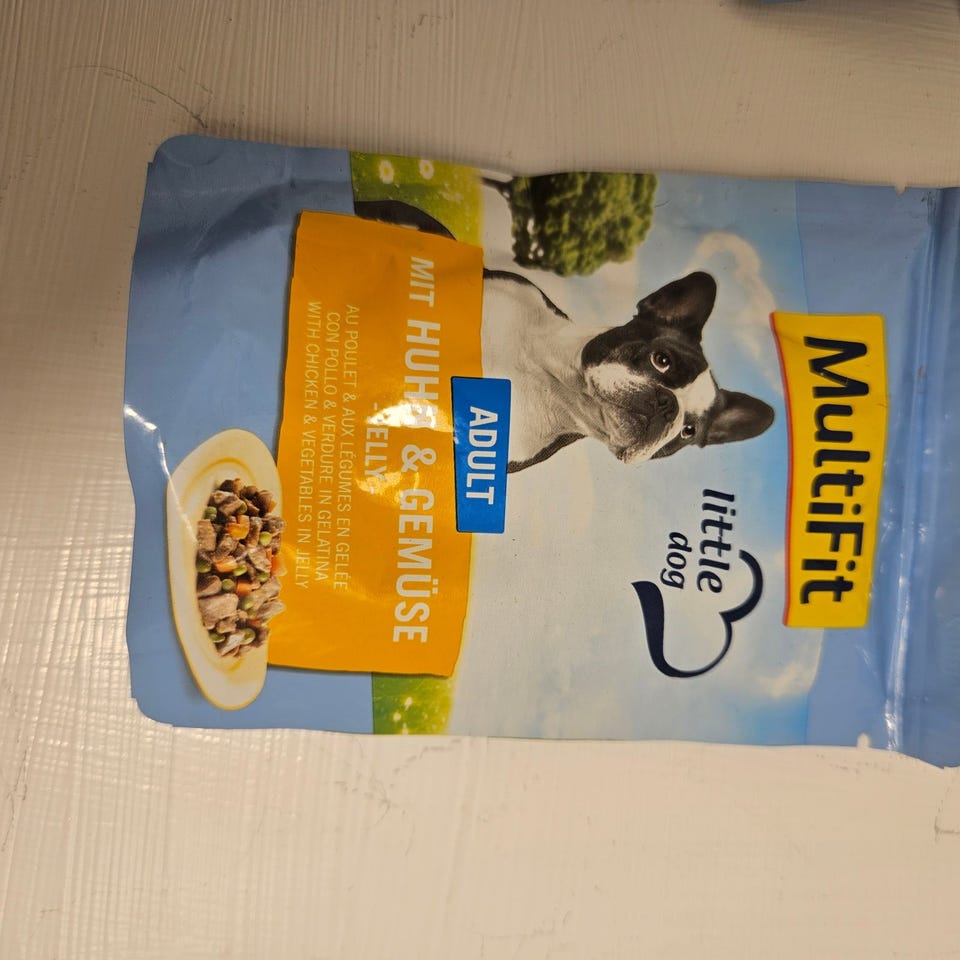 MultiFit
little
dog
ADULT
MIT HUHN & GEMÜSE
-JELLY-
AU POULET & AUX LÉGUMES EN GELÉE
CON POLLO & VERDURE IN GELATINA
WITH CHICKEN & VEGETABLES IN JELLY